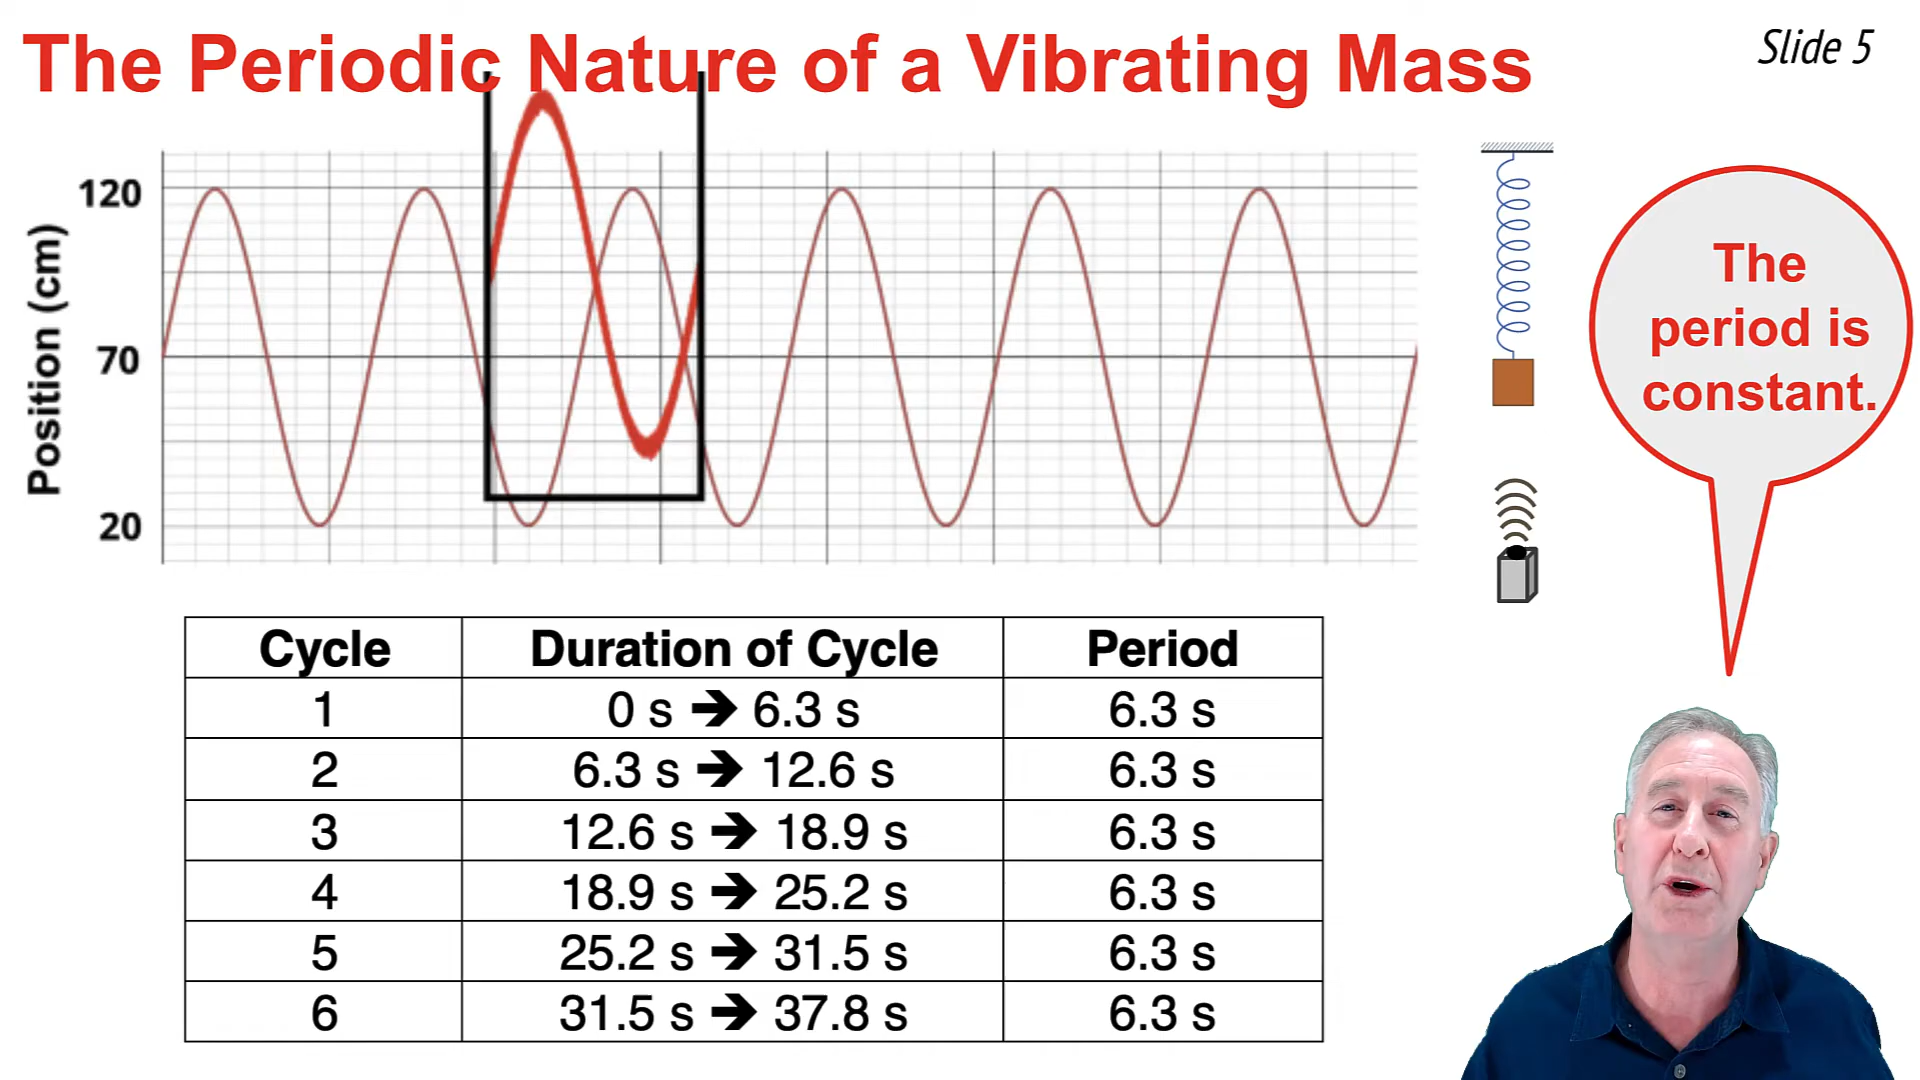 The Periodic Nature of a Vibrating Mass
Slide 5
120
70
20
Position (cm)
The
period is
constant.
Cycle Duration of Cycle Period
1 0 s ➔ 6.3 s 6.3 s
2 6.3 s ➔ 12.6 s 6.3 s
3 12.6 s ➔ 18.9 s 6.3 s
4 18.9 s ➔ 25.2 s 6.3 s
5 25.2 s ➔ 31.5 s 6.3 s
6 31.5 s ➔ 37.8 s 6.3 s